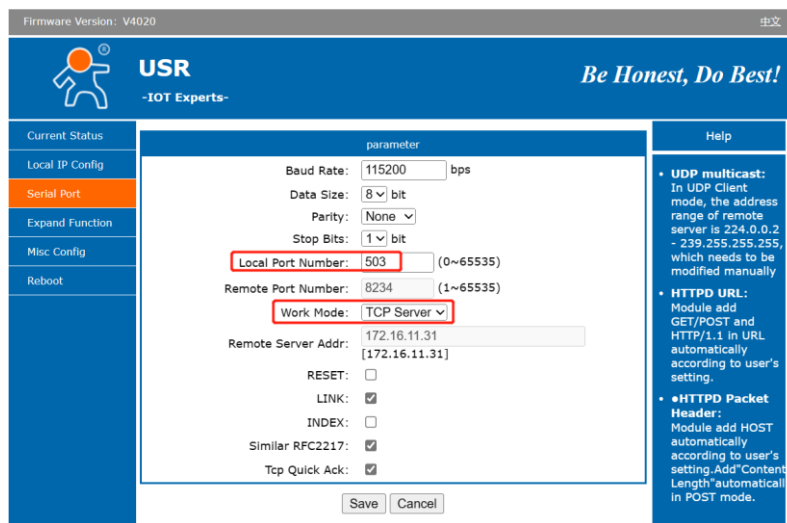 Firmware Version: V4020
中文
®
USR
-IOT Experts-
Be Honest, Do Best!
Current Status
Local IP Config
Serial Port
Expand Function
Misc Config
Reboot
parameter
Baud Rate: 115200 bps
Data Size: 8 bit
Parity: None
Stop Bits: 1 bit
Local Port Number: 503 (0~65535)
Remote Port Number: 8234 (1~65535)
Work Mode: TCP Server
Remote Server Addr: 172.16.11.31
[172.16.11.31]
RESET:
LINK:
INDEX:
Similar RFC2217:
Tcp Quick Ack:
Save Cancel
Help
• UDP multicast:
In UDP Client
mode, the address
range of remote
server is 224.0.0.2
- 239.255.255.255,
which needs to be
modified manually
• HTTPD URL:
Module add
GET/POST and
HTTP/1.1 in URL
automatically
according to user's
setting.
• ●HTTPD Packet
Header:
Module add HOST
automatically
according to user's
setting.Add"Content
Length"automaticall
in POST mode.